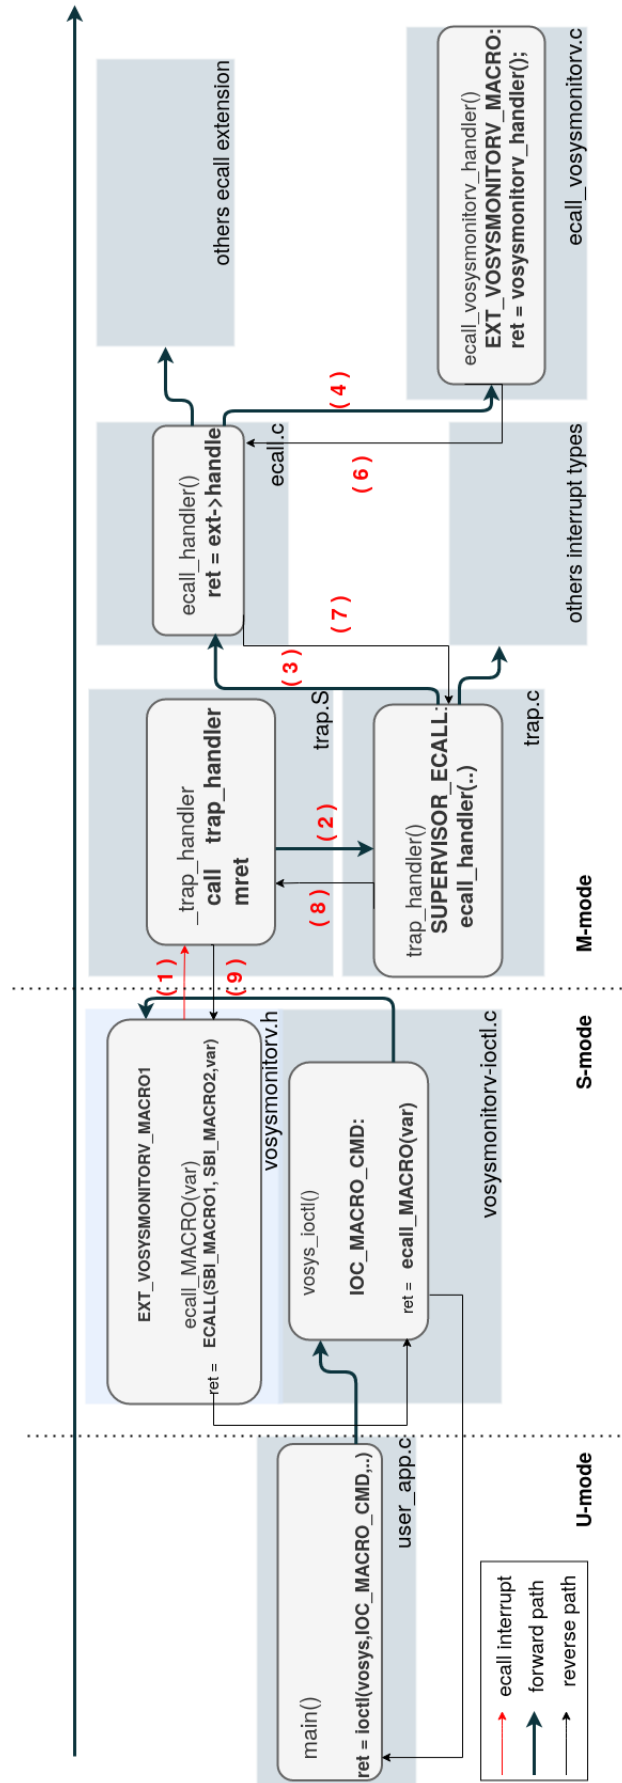 main()
ret = ioctl(vosys,IOC_MACRO_CMD,..)
user_app.c
U-mode
ecall interrupt
forward path
reverse path
EXT_VOSYSMONITORV_MACRO1
ecall_MACRO(var)
ret = ECALL(SBI_MACRO1, SBI_MACRO2,var)
vosysmonitorv.h
vosys_ioctl()
IOC_MACRO_CMD:
ret = ecall_MACRO(var)
vosysmonitorv-ioctl.c
S-mode
( 1 )
( 9 )
_trap_handler
call trap_handler
mret
trap.S
( 2 )
( 8 )
trap_handler()
SUPERVISOR_ECALL:
ecall_handler(..)
trap.c
M-mode
( 3 )
( 7 )
ecall_handler()
ret = ext->handle
ecall.c
( 6 )
( 4 )
others interrupt types
others ecall extension
ecall_vosysmonitorv_handler()
EXT_VOSYSMONITORV_MACRO:
ret = vosysmonitorv_handler();
ecall_vosysmonitorv.c